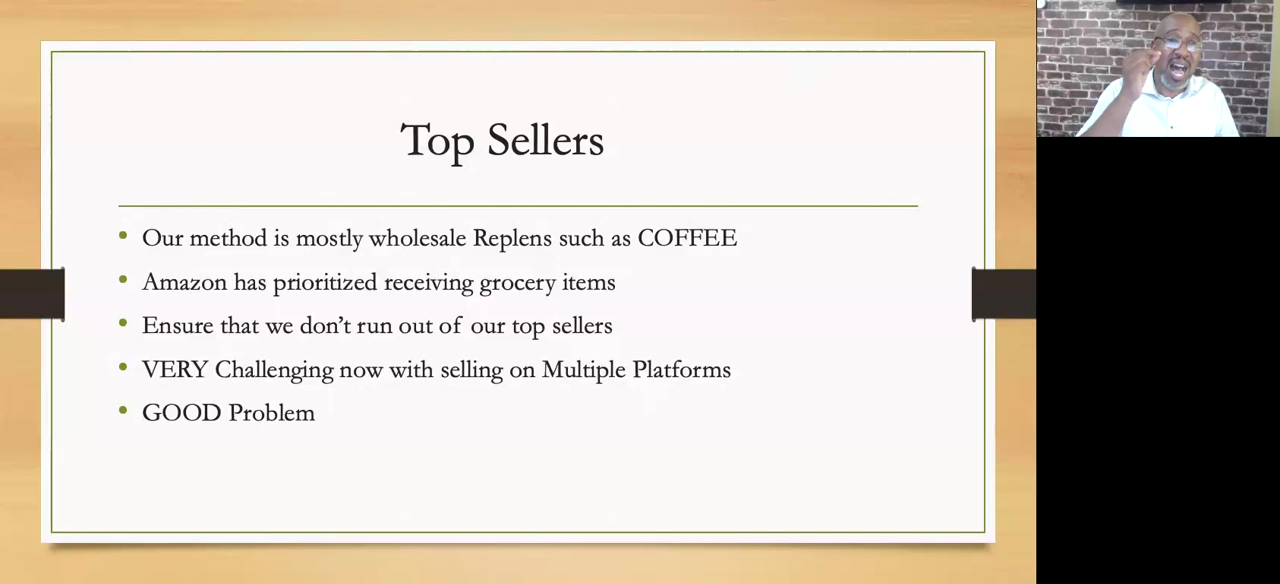 Top Sellers
Our method is mostly wholesale Replens such as COFFEE
Amazon has prioritized receiving grocery items
Ensure that we don’t run out of our top sellers
VERY Challenging now with selling on Multiple Platforms
GOOD Problem